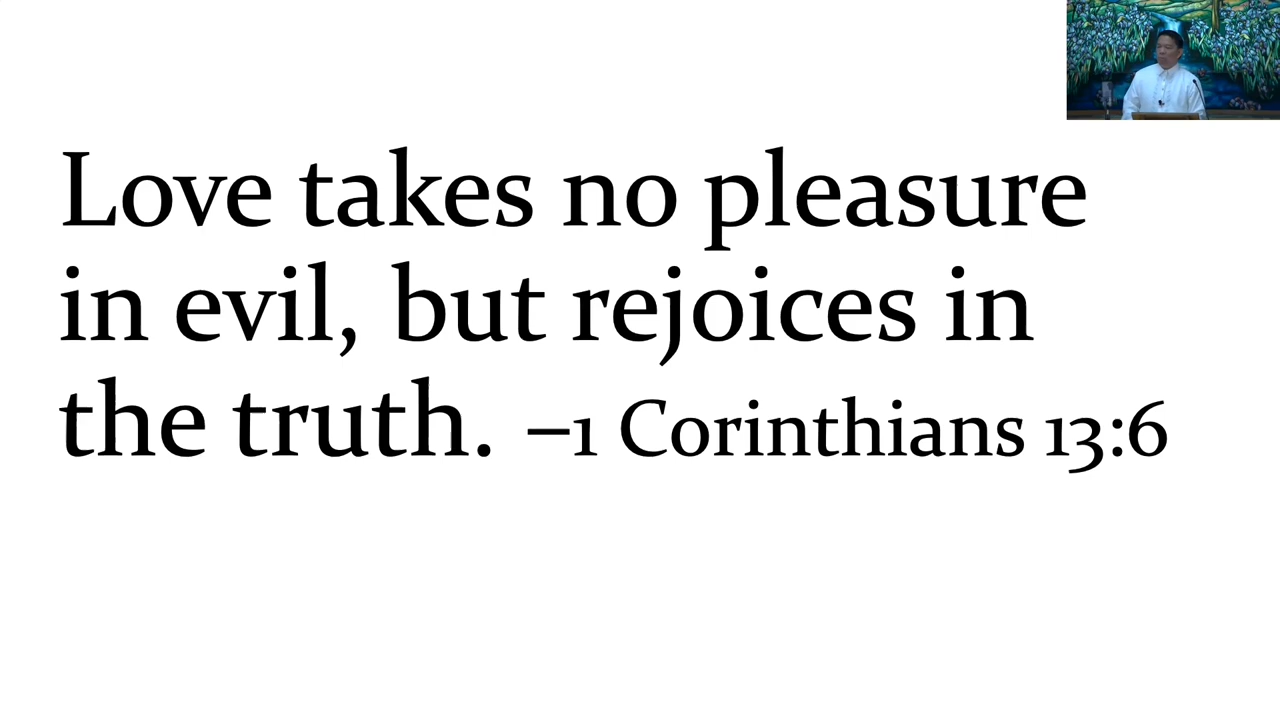 Love takes no pleasure
in evil, but rejoices in
the truth. –1 Corinthians 13:6